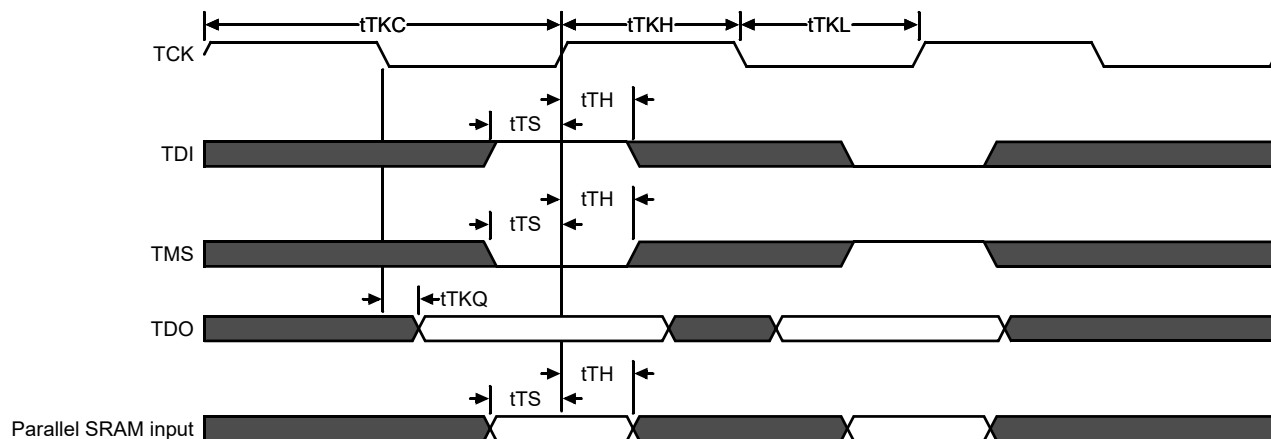 tTKC
tTKH
tTKL
TCK
tTH
tTS
TDI
tTH
tTS
TMS
tTKQ
TDO
tTH
tTS
Parallel SRAM input